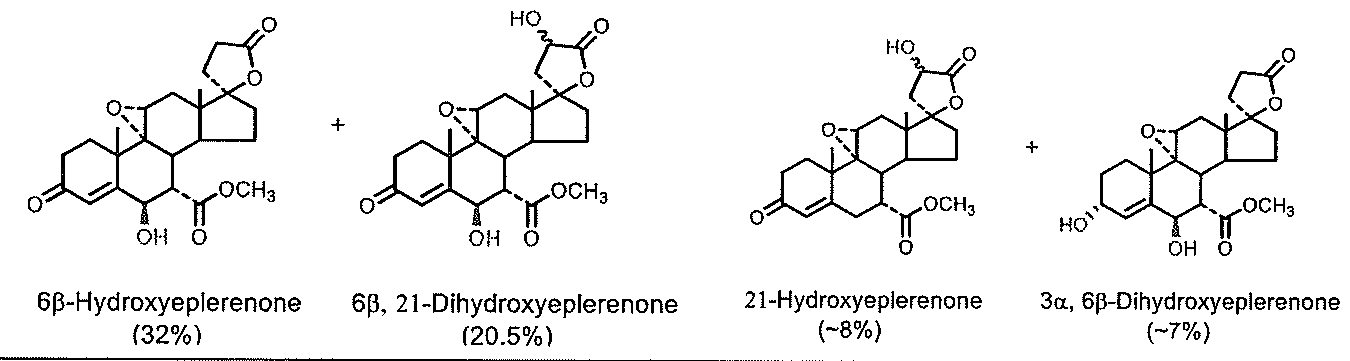 O
O
O
O
OCH3
OH
O
+
HO
O
O
O
O
OCH3
OH
O
HO
O
O
O
O
OCH3
O
+
O
O
O
HO
OCH3
OH
O
6β-Hydroxyeplerenone
(32%)
6β, 21-Dihydroxyeplerenone
(20.5%)
21-Hydroxyeplerenone
(~8%)
3α, 6β-Dihydroxyeplerenone
(~7%)